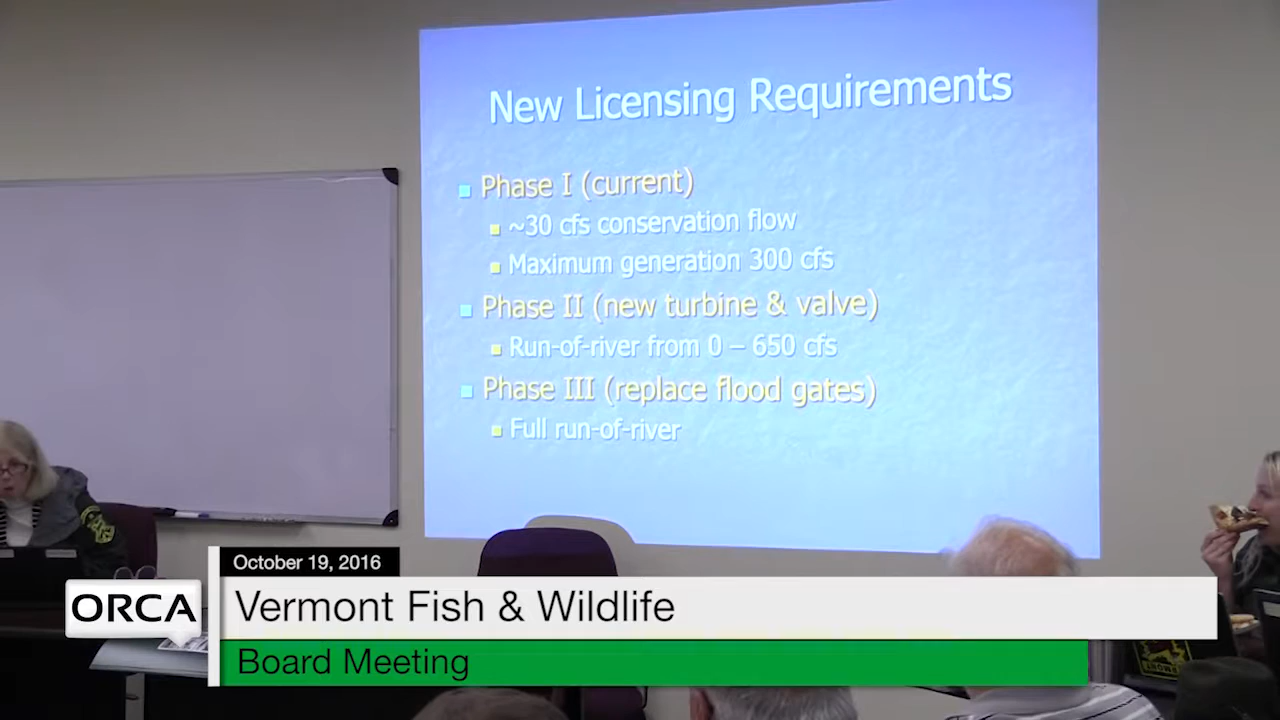 New Licensing Requirements
Phase I (current)
~30 cfs conservation flow
Maximum generation 300 cfs
Phase II (new turbine & valve)
Run-of-river from 0 – 650 cfs
Phase III (replace flood gates)
Full run-of-river
October 19, 2016
ORCA
Vermont Fish & Wildlife
Board Meeting